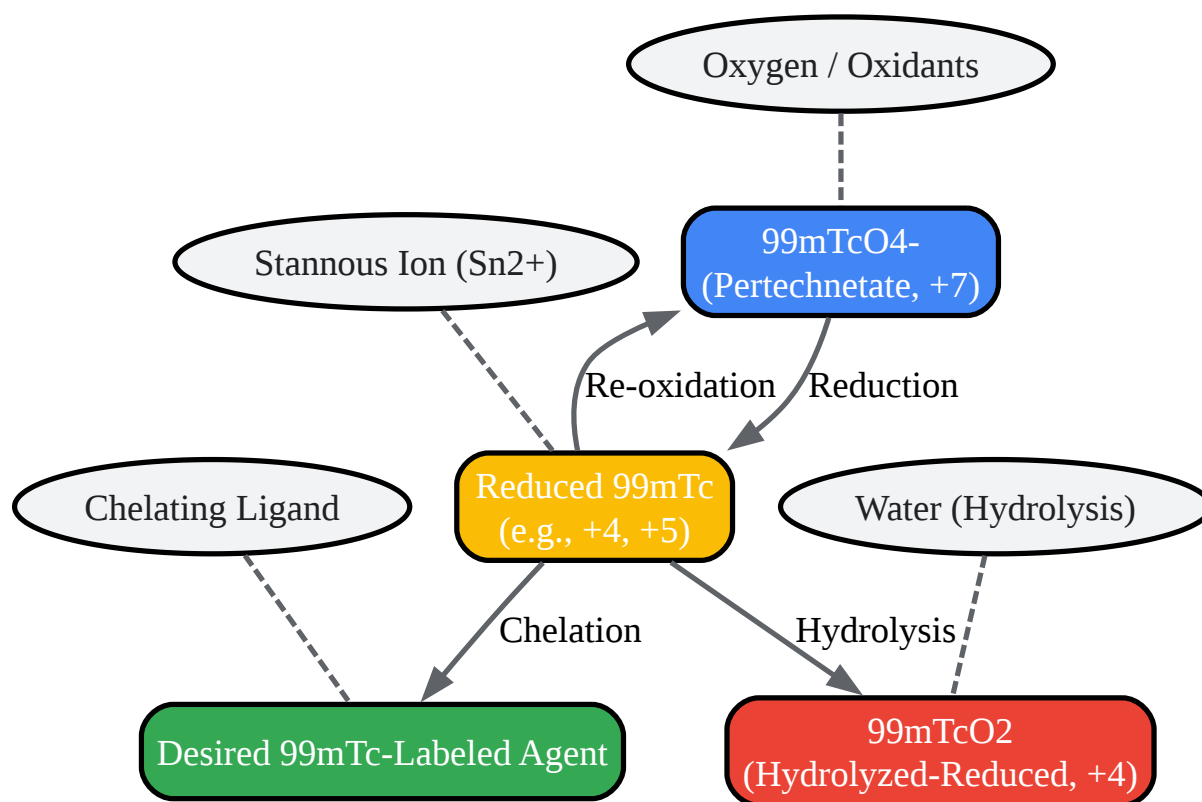 Oxygen / Oxidants
99mTcO4-
(Pertechnetate, +7)
Stannous Ion (Sn2+)
Re-oxidation
Reduction
Reduced 99mTc
(e.g., +4, +5)
Chelating Ligand
Water (Hydrolysis)
Chelation
Hydrolysis
Desired 99mTc-Labeled Agent
99mTcO2
(Hydrolyzed-Reduced, +4)